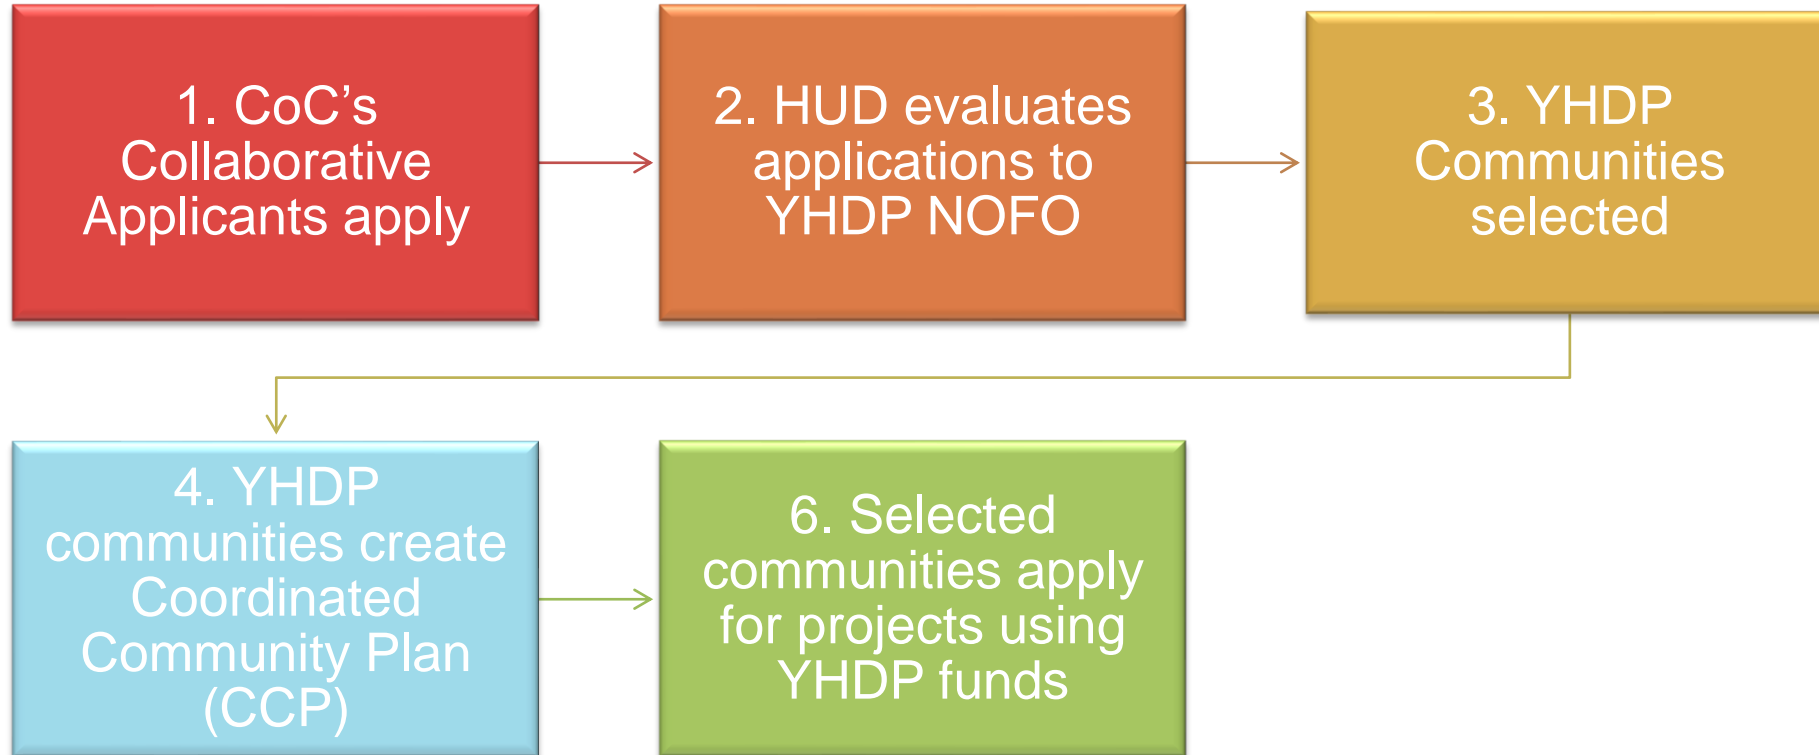 1. CoC’s
Collaborative
Applicants apply
2. HUD evaluates
applications to
YHDP NOFO
3. YHDP
Communities
selected
4. YHDP
communities create
Coordinated
Community Plan
(CCP)
6. Selected
communities apply
for projects using
YHDP funds